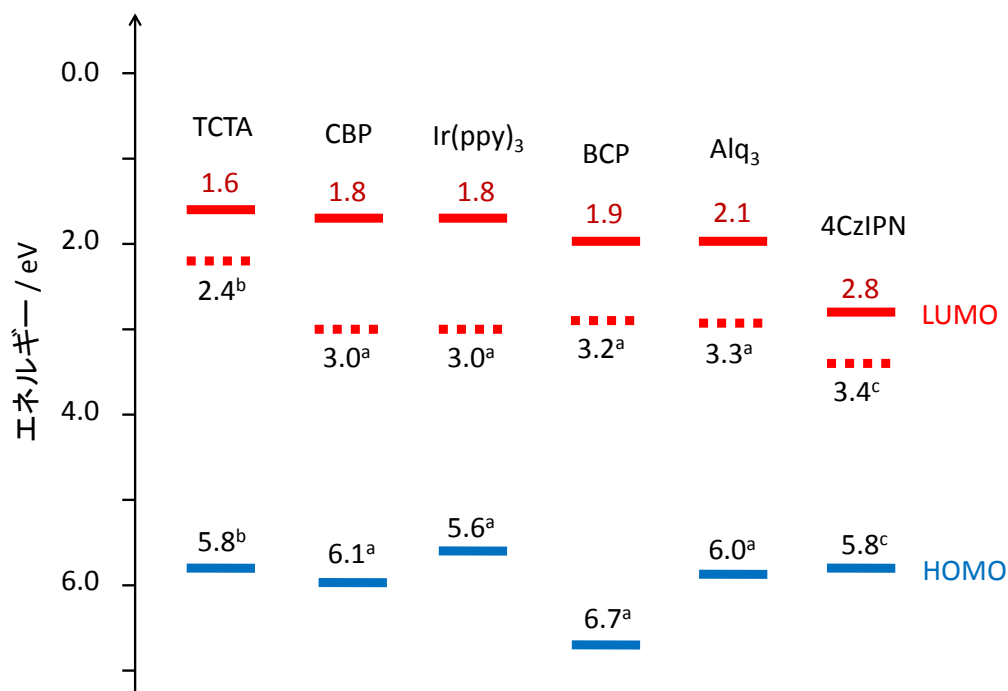 0.0
TCTA
CBP
Ir(ppy)₃
BCP
Alq₃
1.6
1.8
1.8
1.9
2.1
4CzIPN
2.0
2.4ᵇ
2.8
LUMO
3.0ᵃ
3.0ᵃ
3.2ᵃ
3.3ᵃ
3.4ᶜ
エネルギー / eV
4.0
5.8ᵇ
6.1ᵃ
5.6ᵃ
6.0ᵃ
5.8ᶜ
HOMO
6.0
6.7ᵃ